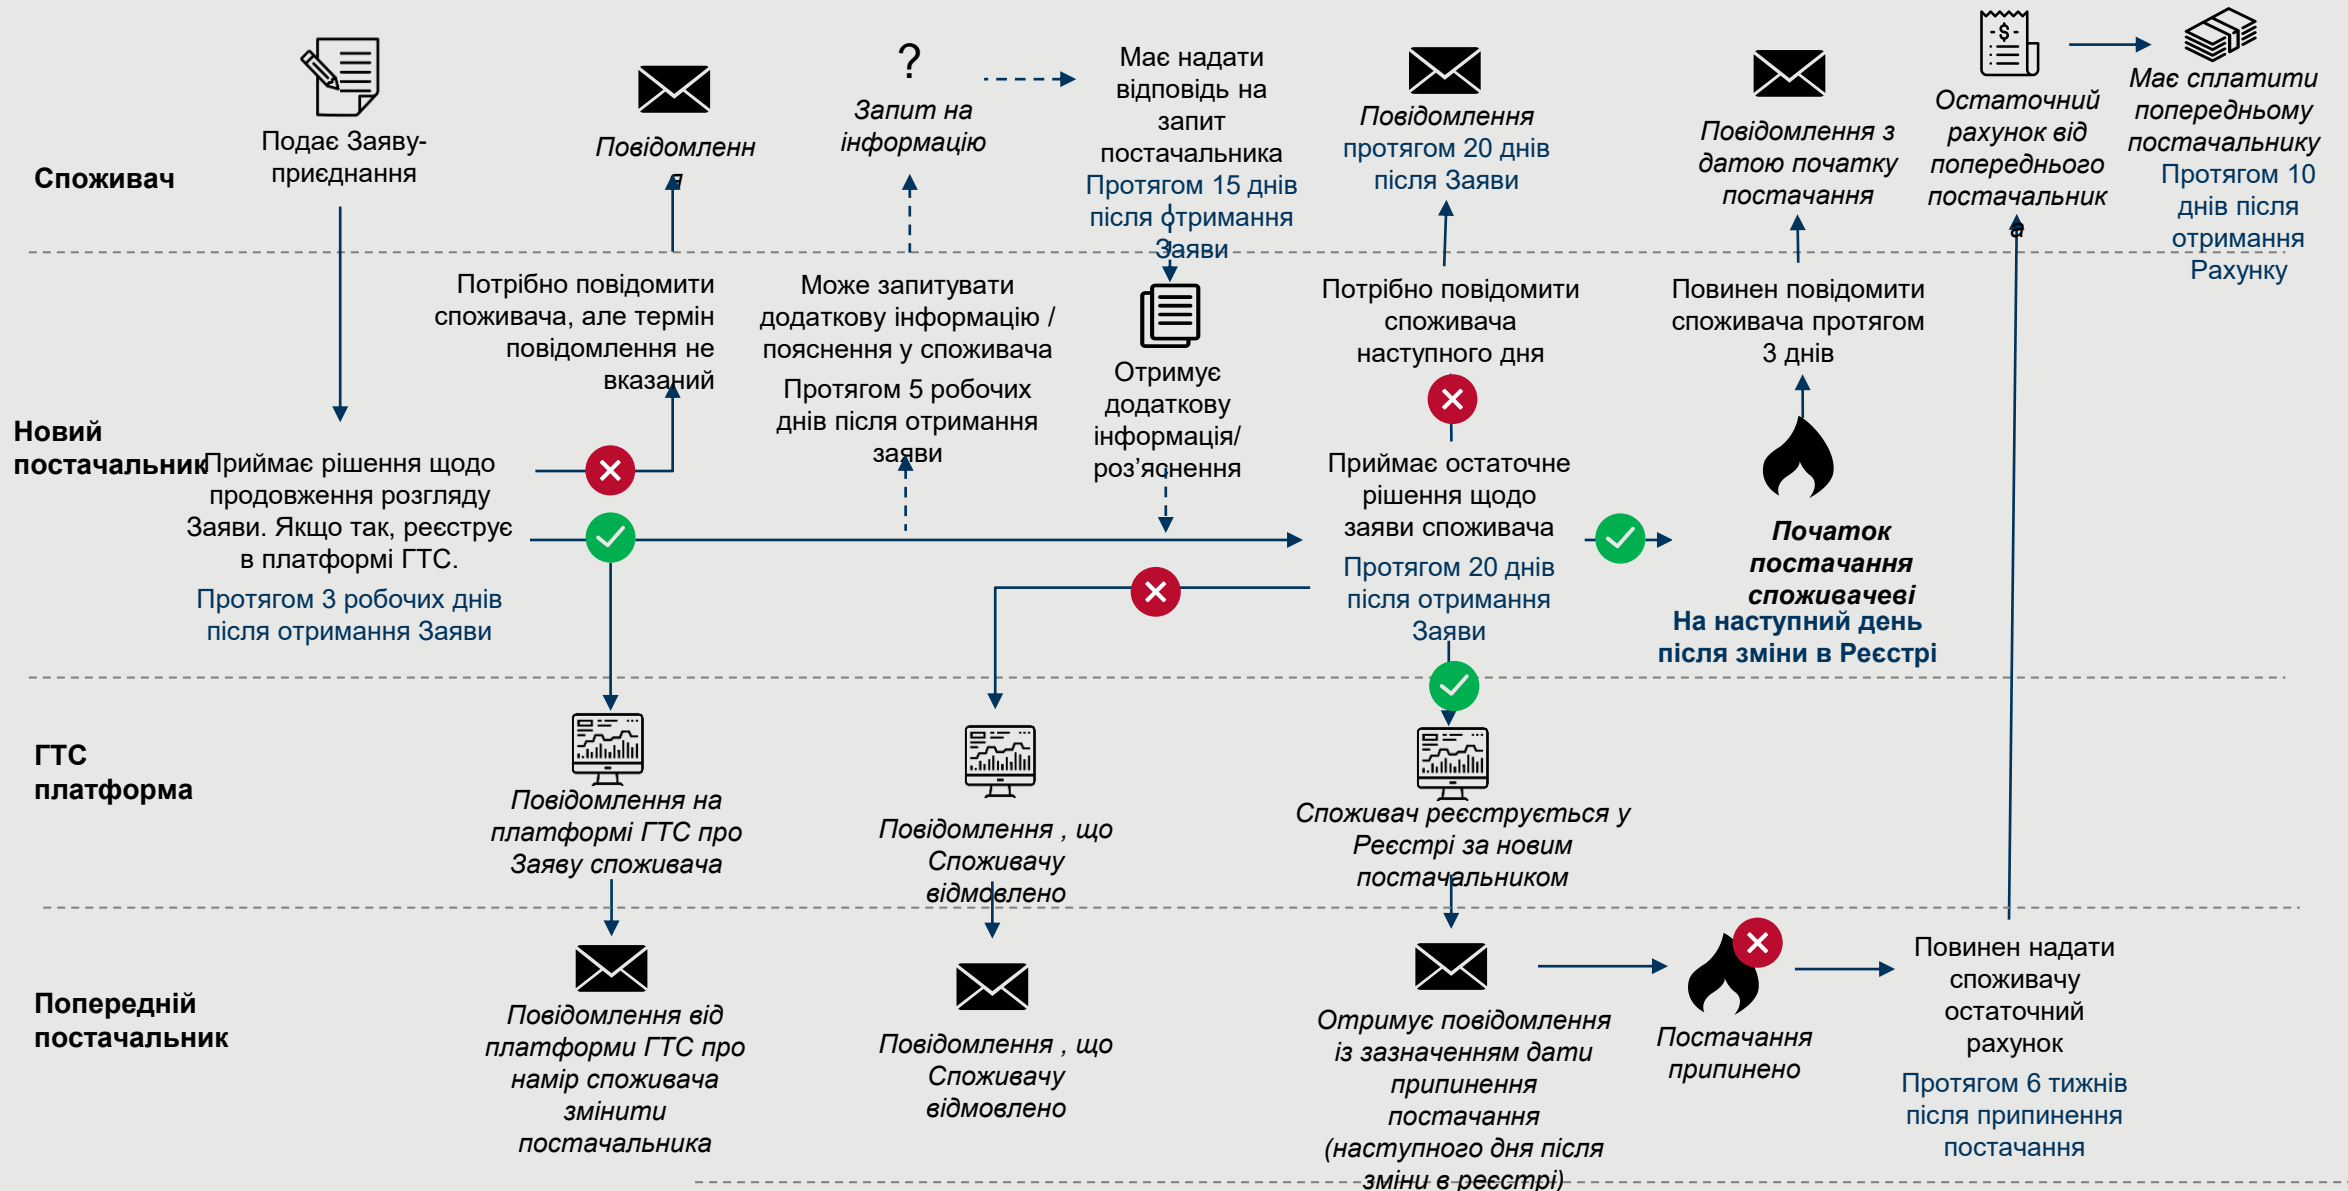 Споживач
Подає Заяву-
приєднання
Повідомленн
я
?
Запит на
інформацію
Має надати
відповідь на
запит
постачальника
Протягом 15 днів
після отримання
Заяви
Повідомлення
протягом 20 днів
після Заяви
Повідомлення з
датою початку
постачання
-$-
Остаточний
рахунок від
попереднього
постачальник
а
Має сплатити
попередньому
постачальнику
Протягом 10
днів після
отримання
Рахунку
Новий
постачальник
Приймає рішення щодо
продовження розгляду
Заяви. Якщо так, реєструє
в платформі ГТС.
Протягом 3 робочих днів
після отримання Заяви
Потрібно повідомити
споживача, але термін
повідомлення не
вказаний
Може запитувати
додаткову інформацію /
пояснення у споживача
Протягом 5 робочих
днів після отримання
заяви
Отримує
додаткову
інформація/
роз’яснення
Потрібно повідомити
споживача
наступного дня
Приймає остаточне
рішення щодо
заяви споживача
Протягом 20 днів
після отримання
Заяви
Повинен повідомити
споживача протягом
3 днів
Початок
постачання
споживачеві
На наступний день
після зміни в Реєстрі
ГТС
платформа
Повідомлення на
платформі ГТС про
Заяву споживача
Повідомлення , що
Споживачу
відмовлено
Споживач реєструється у
Реєстрі за новим
постачальником
Попередній
постачальник
Повідомлення від
платформи ГТС про
намір споживача
змінити
постачальника
Повідомлення , що
Споживачу
відмовлено
Отримує повідомлення
із зазначенням дати
припинення
постачання
(наступного дня після
зміни в реєстрі)
Постачання
припинено
Повинен надати
споживачу
остаточний
рахунок
Протягом 6 тижнів
після припинення
постачання